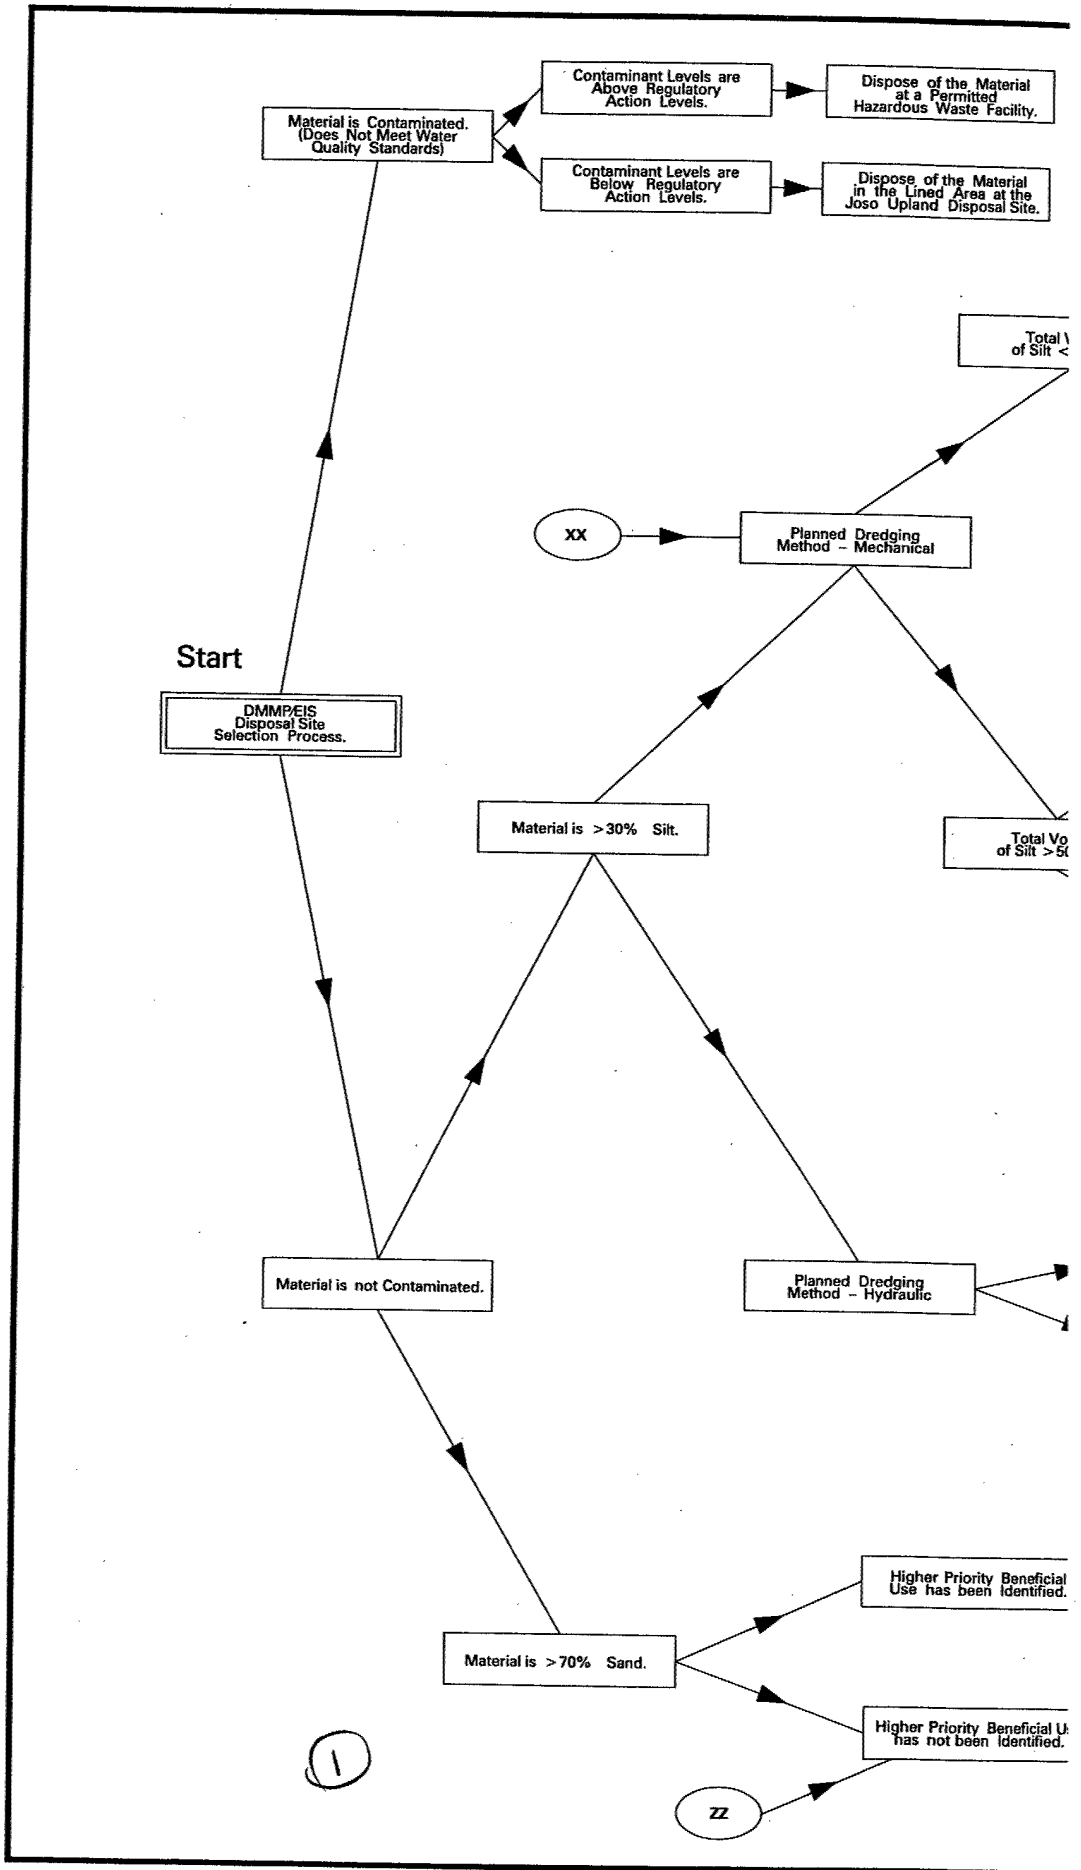 Contaminant Levels are
Above Regulatory
Action Levels.
Dispose of the Material
at a Permitted
Hazardous Waste Facility.
Material is Contaminated.
(Does Not Meet Water
Quality Standards)
Contaminant Levels are
Below Regulatory
Action Levels.
Dispose of the Material
in the Lined Area at the
Joso Upland Disposal Site.
Total
of Silt <
XX
Planned Dredging
Method - Mechanical
Start
DMMP/EIS
Disposal Site
Selection Process.
Material is >30% Silt.
Total Vo
of Silt >50
Material is not Contaminated.
Planned Dredging
Method - Hydraulic
Higher Priority Beneficial
Use has been Identified.
Material is >70% Sand.
Higher Priority Beneficial U
has not been Identified.
1
ZZ